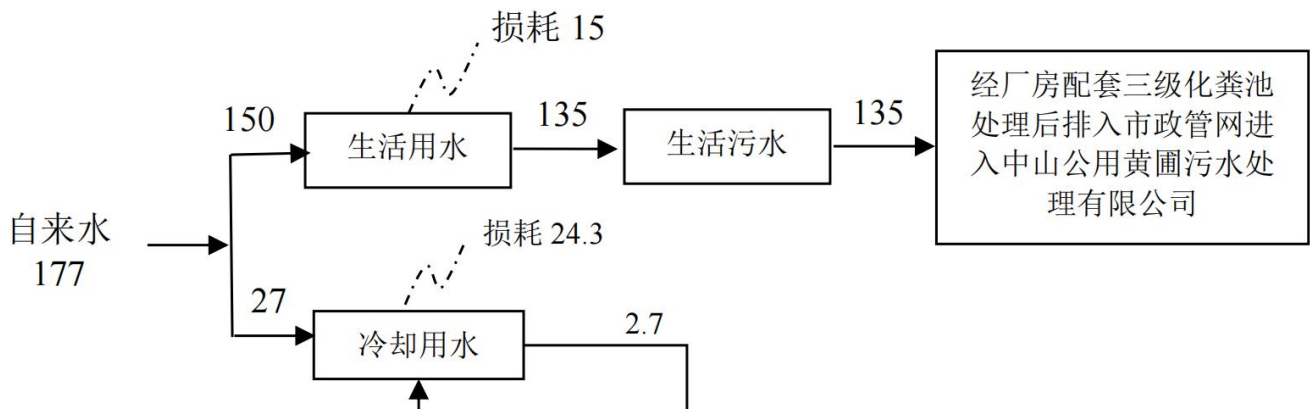 损耗 15
150
生活用水
135
生活污水
135
经厂房配套三级化粪池
处理后排入市政管网进
入中山公用黄圃污水处
理有限公司
自来水
177
损耗 24.3
27
冷却用水
2.7